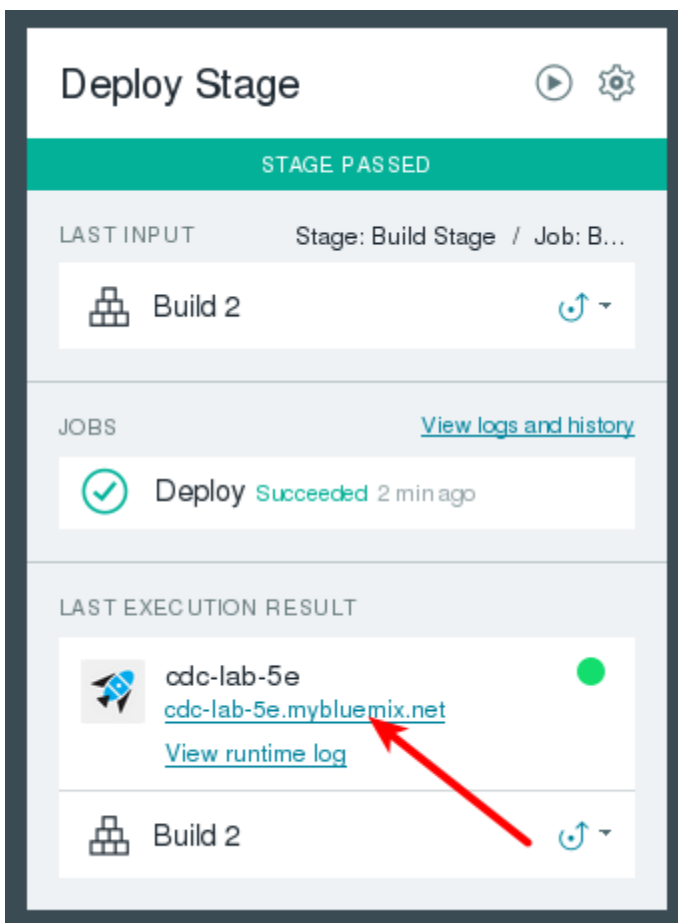 Deploy Stage
STAGE PASSED
LAST INPUT Stage: Build Stage / Job: B...
Build 2
JOBS View logs and history
Deploy Succeeded 2 min ago
LAST EXECUTION RESULT
cdc-lab-5e
cdc-lab-5e.mybluemix.net
View runtime log
Build 2